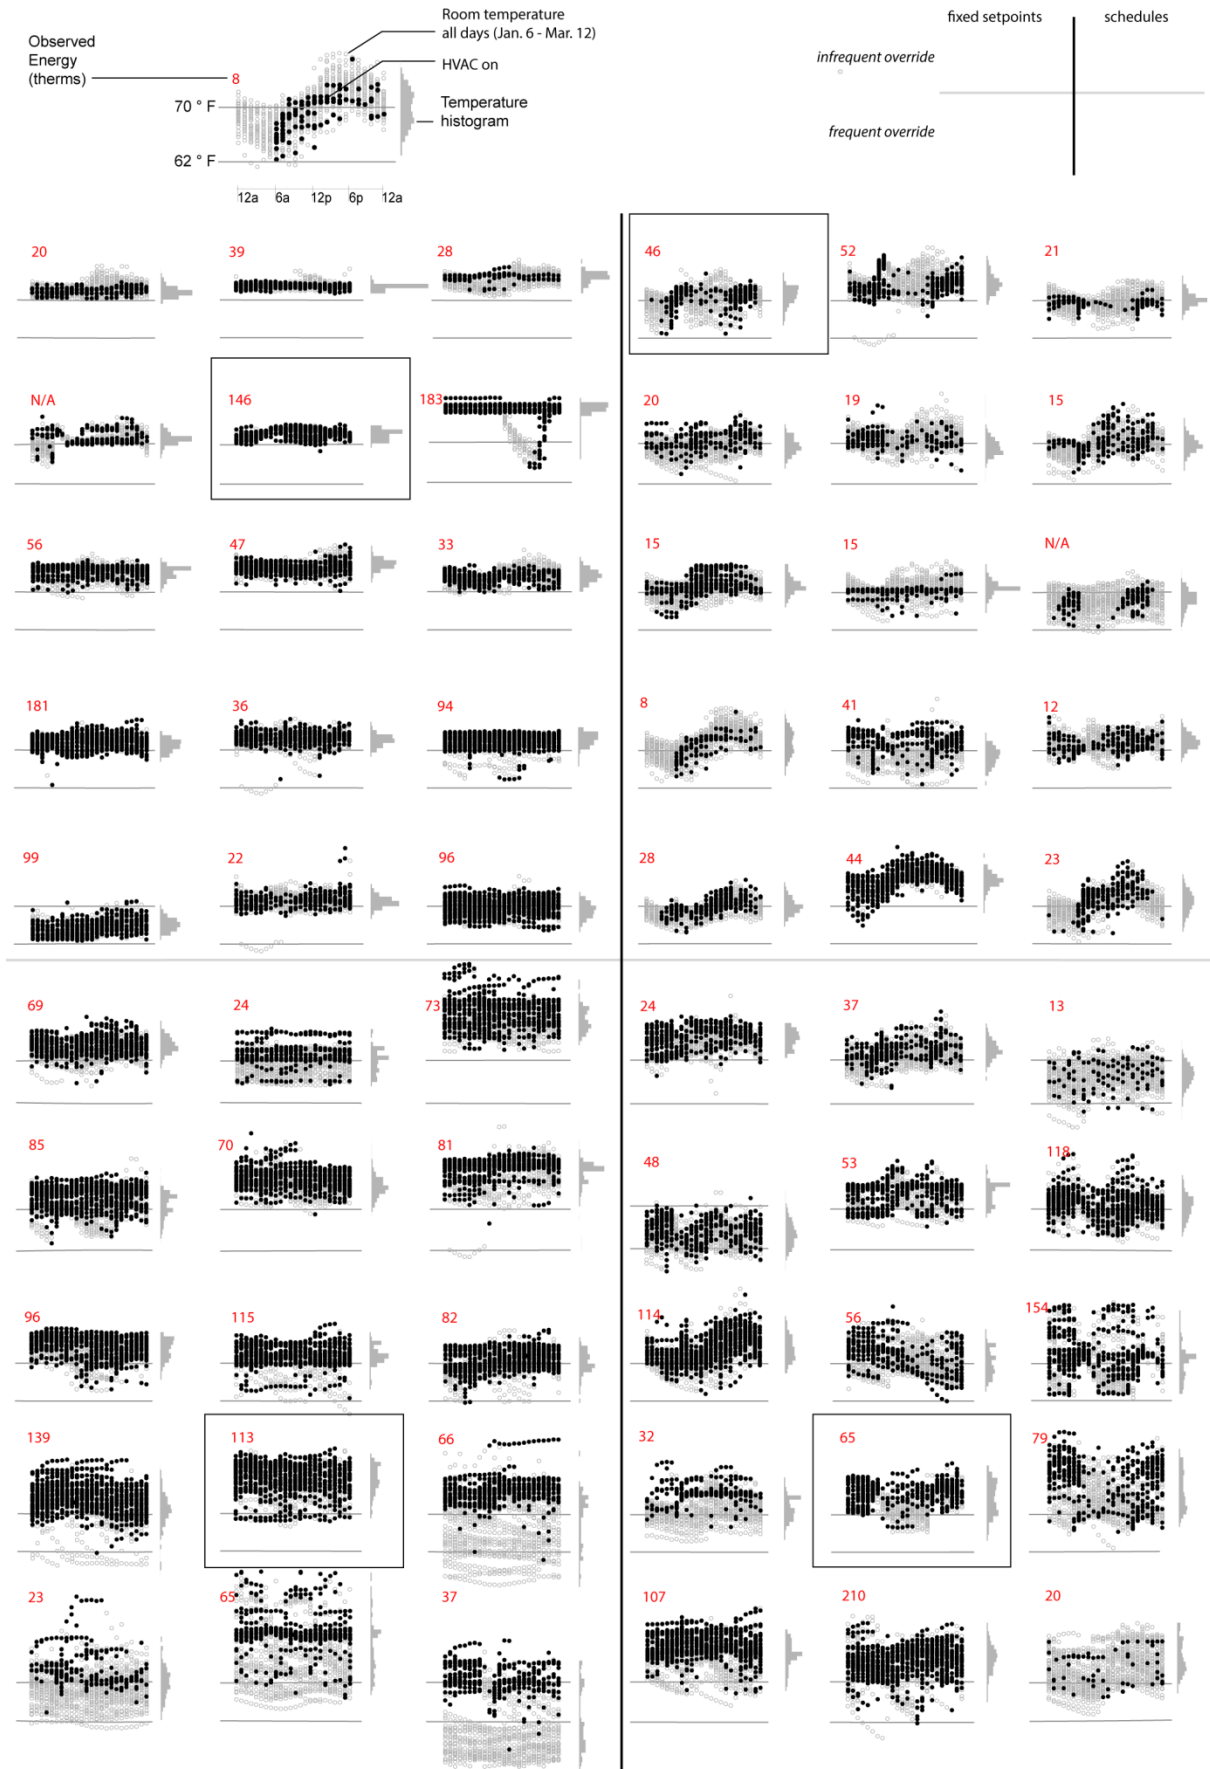 Room temperature
all days (Jan. 6 - Mar. 12)
fixed setpoints
schedules
Observed
Energy
(therms)
HVAC on
infrequent override
8
70 ° F
Temperature
histogram
frequent override
62 ° F
12a 6a 12p 6p 12a
20 39 28 46 52 21
N/A 146 183 20 19 15
56 47 33 15 15 N/A
181 36 94 8 41 12
99 22 96 28 44 23
69 24 73 24 37 13
85 70 81 48 53 118
96 115 82 114 56 154
139 113 66 32 65 79
23 65 37 107 210 20